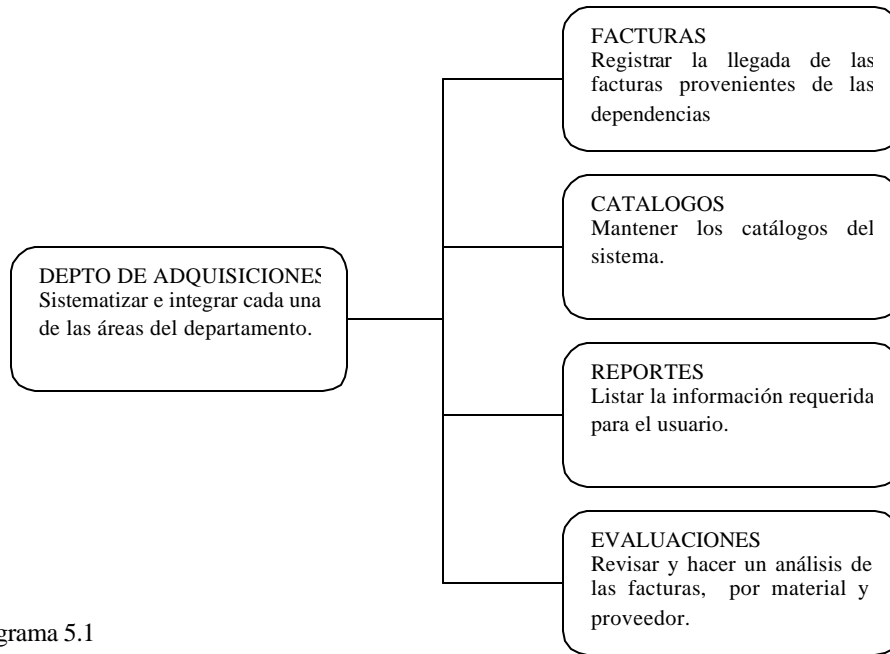 FACTURAS
Registrar la llegada de las
facturas provenientes de las
dependencias
CATALOGOS
Mantener los catálogos del
sistema.
DEPTO DE ADQUISICIONES
Sistematizar e integrar cada una
de las áreas del departamento.
REPORTES
Listar la información requerida
para el usuario.
EVALUACIONES
Revisar y hacer un análisis de
las facturas, por material y
proveedor.
grama 5.1